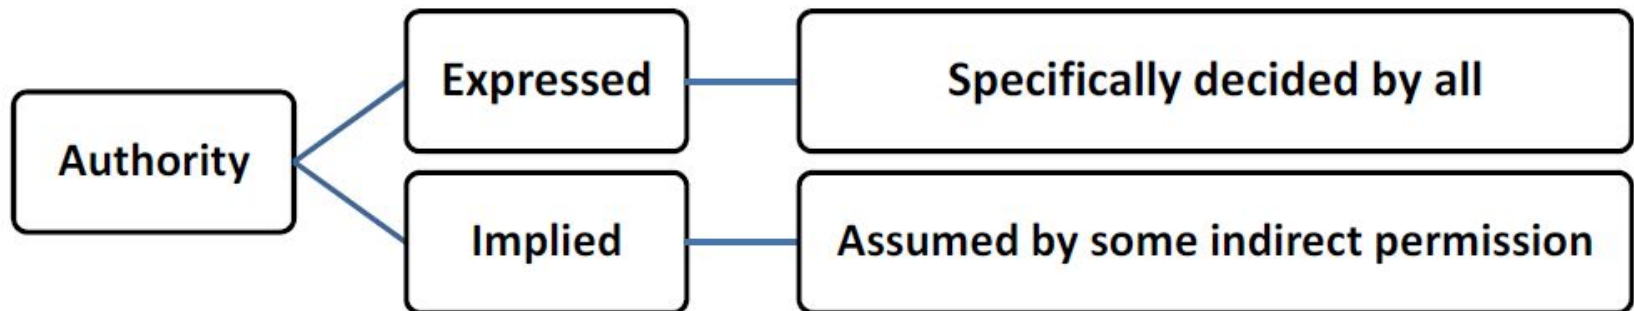 Authority
Expressed
Specifically decided by all
Implied
Assumed by some indirect permission